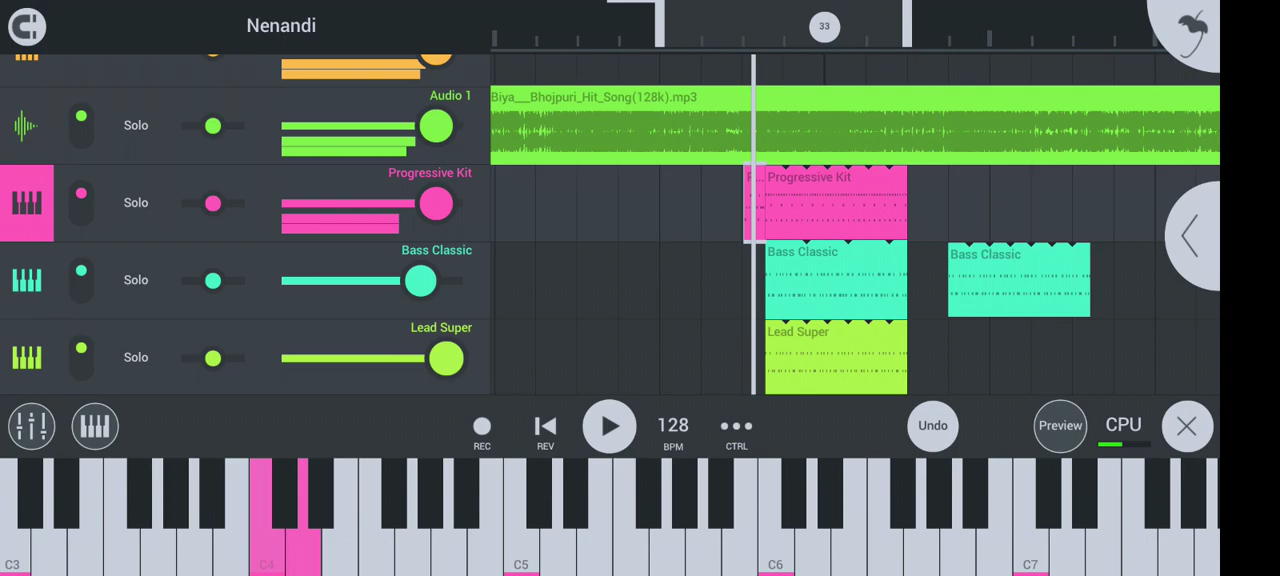 Nenandi
33
Audio 1
Biya___Bhojpuri_Hit_Song(128k).mp3
Solo
Progressive Kit
P... Progressive Kit
Solo
Bass Classic
Bass Classic
Bass Classic
Solo
Lead Super
Lead Super
Solo
REC
REV
128
BPM
CTRL
Undo
Preview
CPU
C3
C4
C5
C6
C7